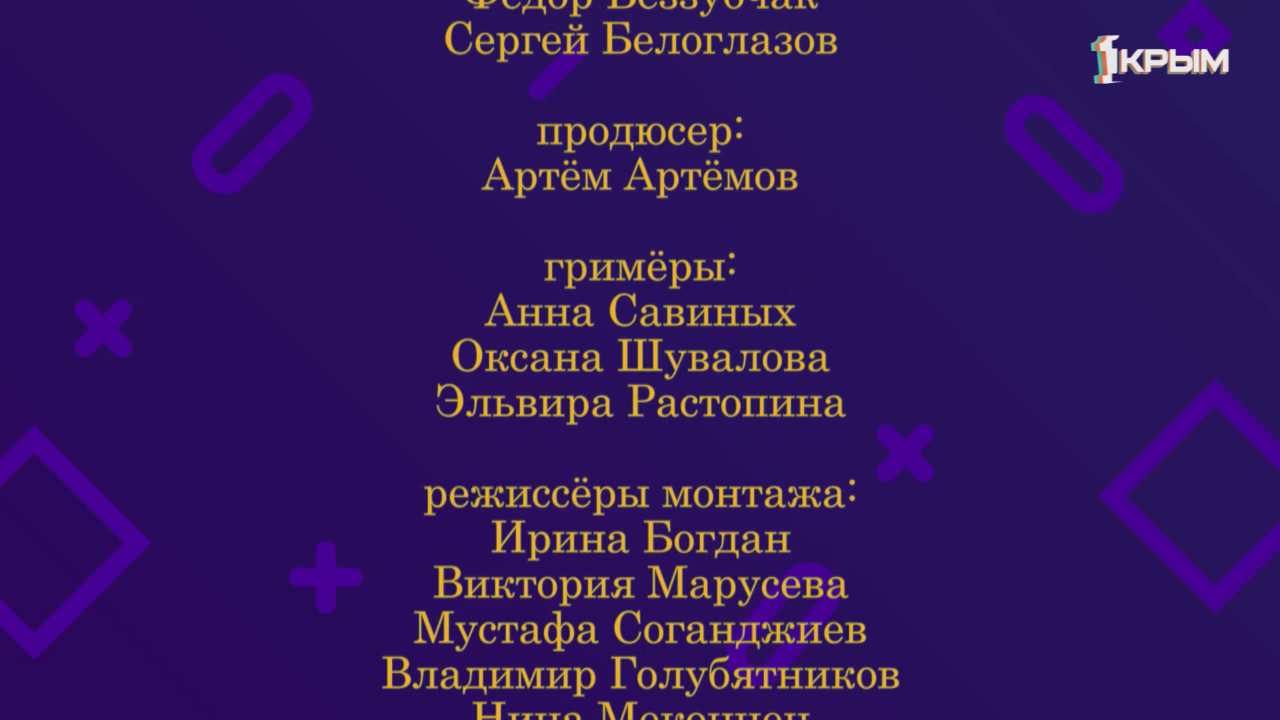 Сергей Белоглазов
1КРЫМ
продюсер:
Артём Артёмов
гримёры:
Анна Савиных
Оксана Шувалова
Эльвира Растопина
режиссёры монтажа:
Ирина Богдан
Виктория Марусева
Мустафа Соганджиев
Владимир Голубятников